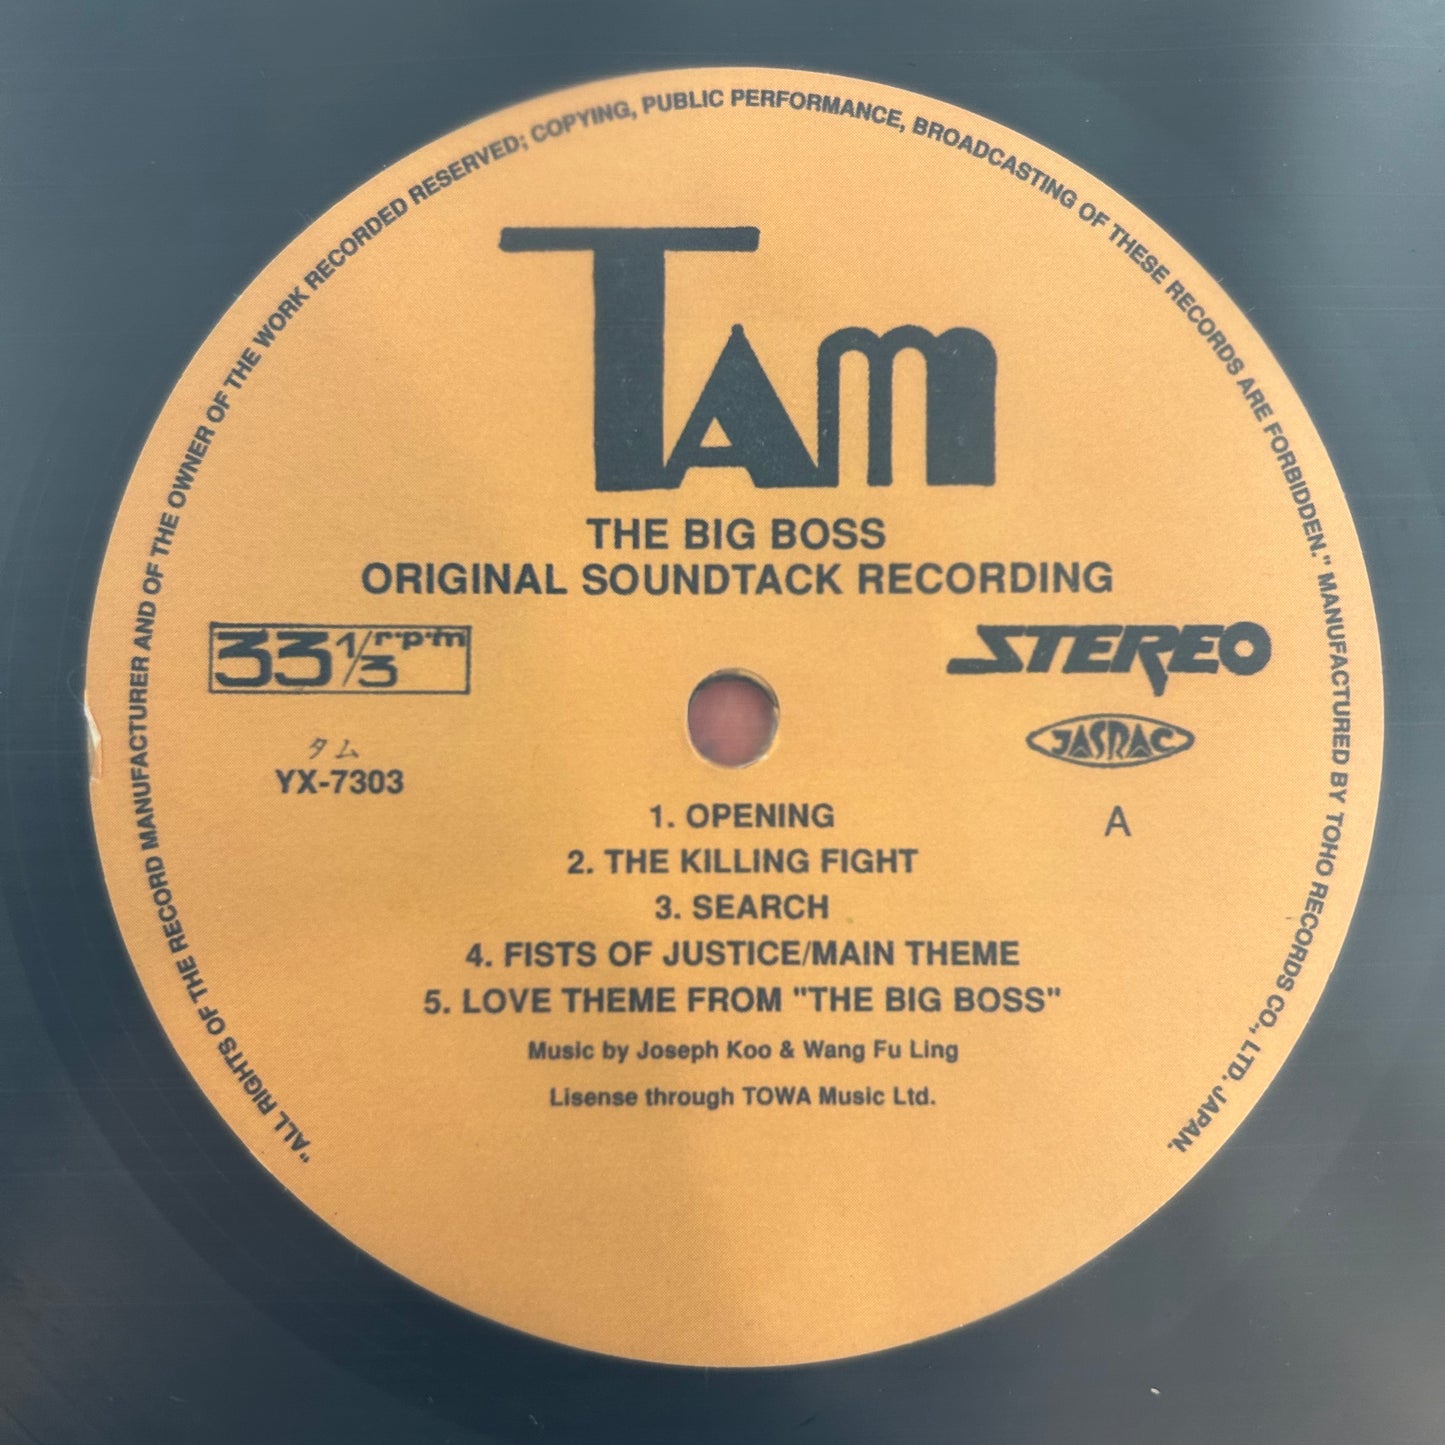 "ALL RIGHTS OF THE RECORD MANUFACTURER AND OF THE OWNER OF THE WORK RECORDED RESERVED; COPYING, PUBLIC PERFORMANCE, BROADCASTING OF THESE RECORDS ARE FORBIDDEN." MANUFACTURED BY TOHO RECORDS CO., LTD. JAPAN.
TAM
THE BIG BOSS
ORIGINAL SOUNDTACK RECORDING
33 1/3 r·p·m
STEREO
タム
YX-7303
JASRAC
A
1. OPENING
2. THE KILLING FIGHT
3. SEARCH
4. FISTS OF JUSTICE/MAIN THEME
5. LOVE THEME FROM "THE BIG BOSS"
Music by Joseph Koo & Wang Fu Ling
Lisense through TOWA Music Ltd.